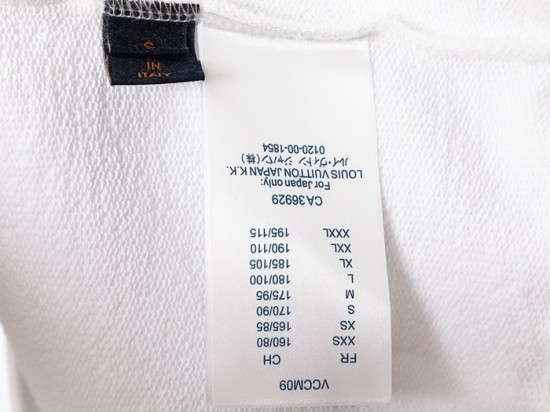 VCCM09
FR CH
XXS 160/80
XS 165/85
S 170/90
M 175/95
L 180/100
XL 185/105
XXL 190/110
XXXL 195/115
CA36929
For Japan only:
LOUIS VUITTON JAPAN K.K.
ルイ・ヴィトン ジャパン(株)
0120-00-1854
IN
ITALY